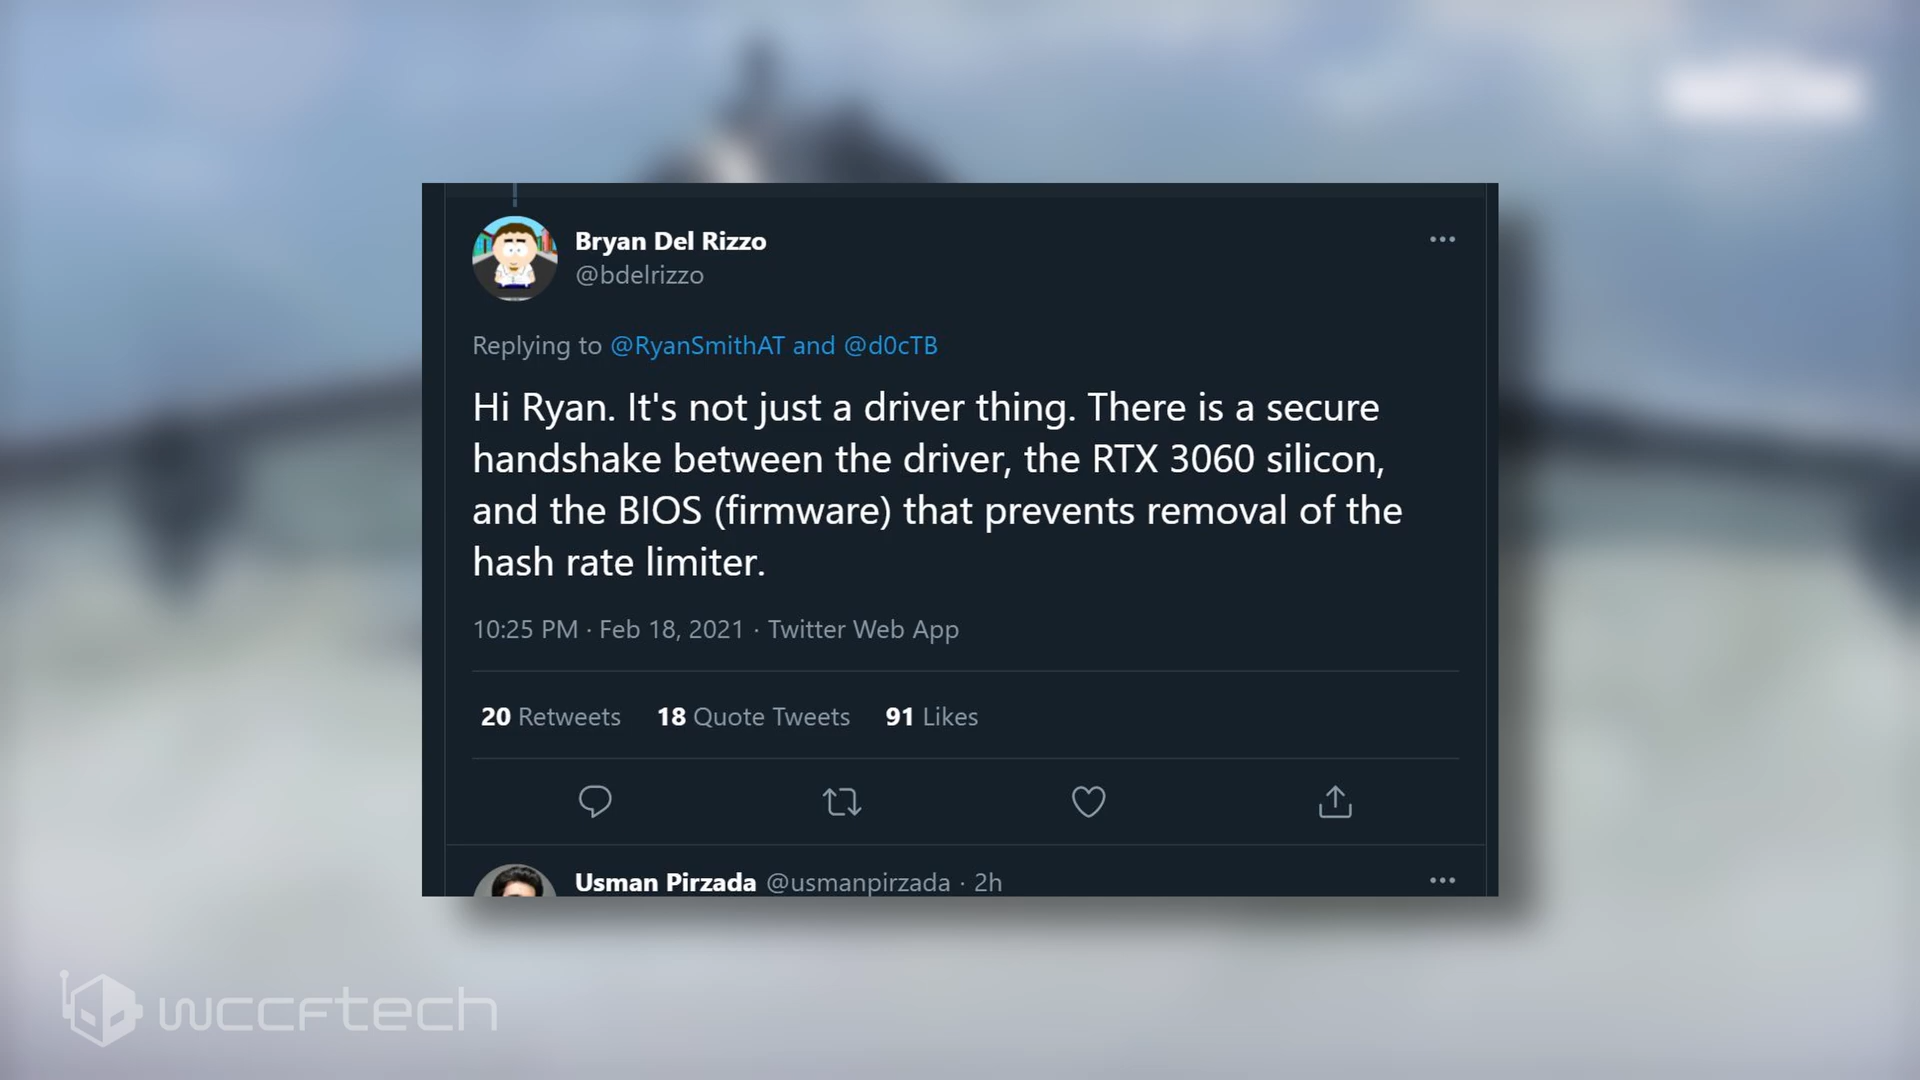 Bryan Del Rizzo
@bdelrizzo
Replying to @RyanSmithAT and @d0cTB
Hi Ryan. It's not just a driver thing. There is a secure
handshake between the driver, the RTX 3060 silicon,
and the BIOS (firmware) that prevents removal of the
hash rate limiter.
10:25 PM · Feb 18, 2021 · Twitter Web App
20 Retweets 18 Quote Tweets 91 Likes
Usman Pirzada @usmanpirzada · 2h
wccftech